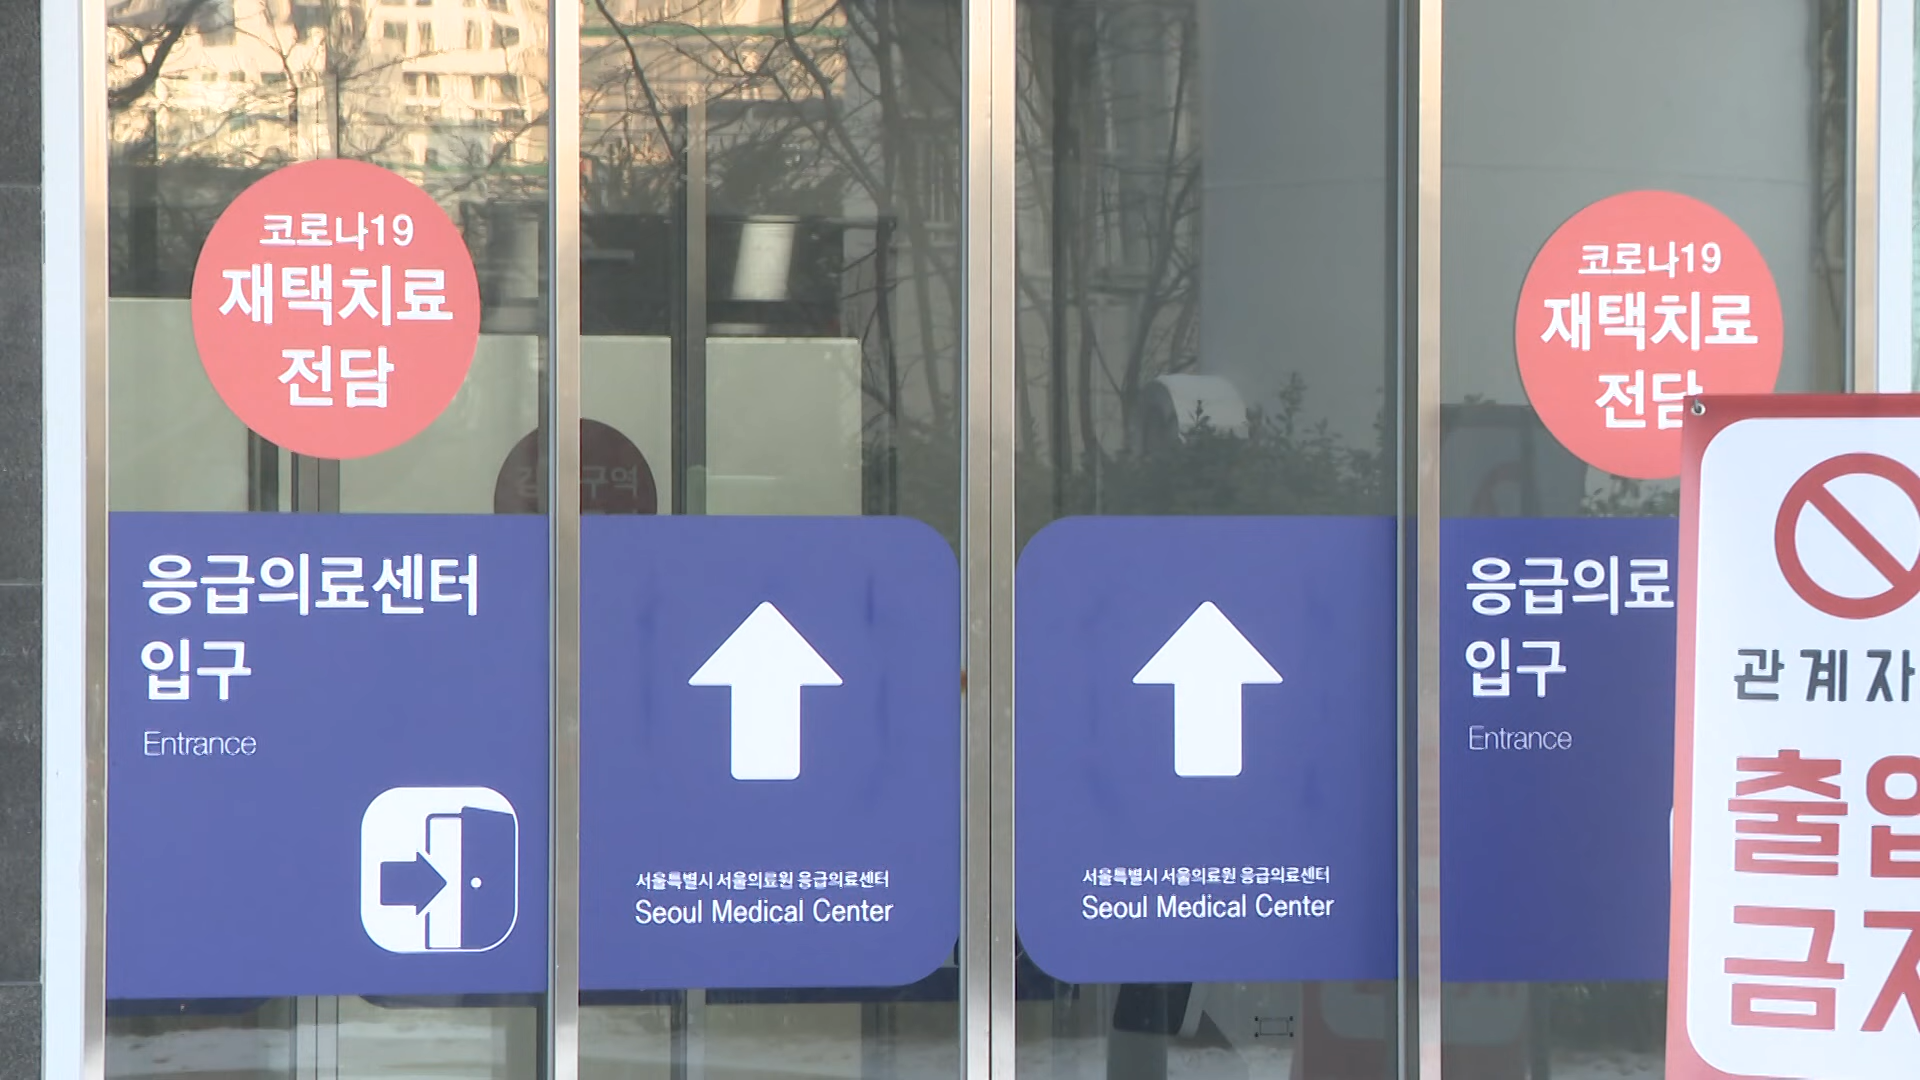 코로나19
재택치료
전담
응급의료센터
입구
Entrance
서울특별시 서울의료원 응급의료센터
Seoul Medical Center
서울특별시 서울의료원 응급의료센터
Seoul Medical Center
코로나19
재택치료
전담
응급의료
입구
Entrance
관계자
출입
금지
구역